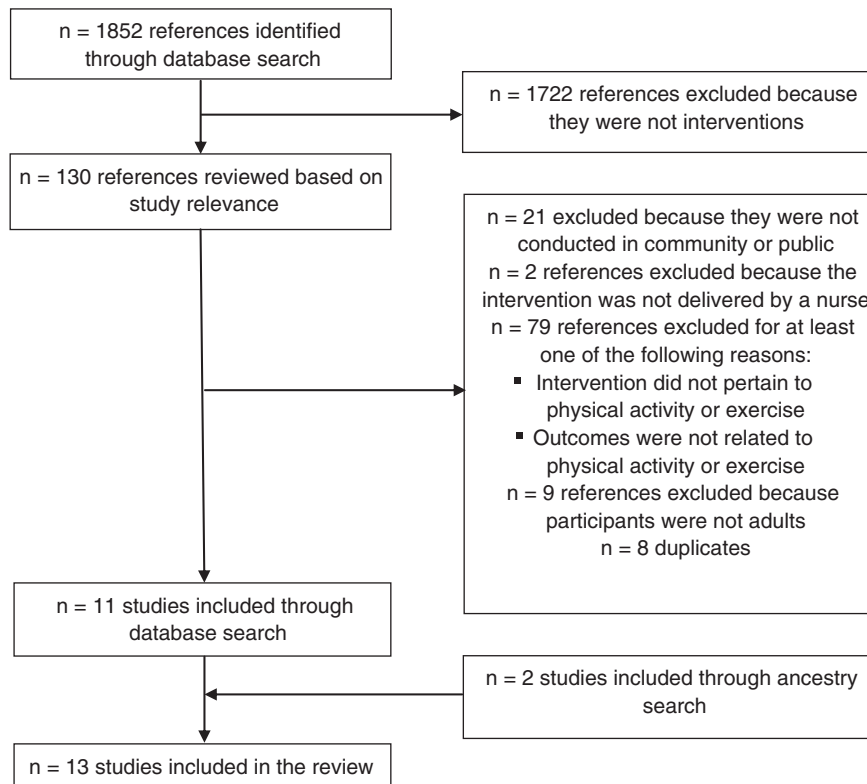 n = 1852 references identified
through database search
n = 1722 references excluded because
they were not interventions
n = 130 references reviewed based on
study relevance
n = 21 excluded because they were not
conducted in community or public
n = 2 references excluded because the
intervention was not delivered by a nurse
n = 79 references excluded for at least
one of the following reasons:
▪ Intervention did not pertain to
physical activity or exercise
▪ Outcomes were not related to
physical activity or exercise
n = 9 references excluded because
participants were not adults
n = 8 duplicates
n = 11 studies included through
database search
n = 2 studies included through ancestry
search
n = 13 studies included in the review